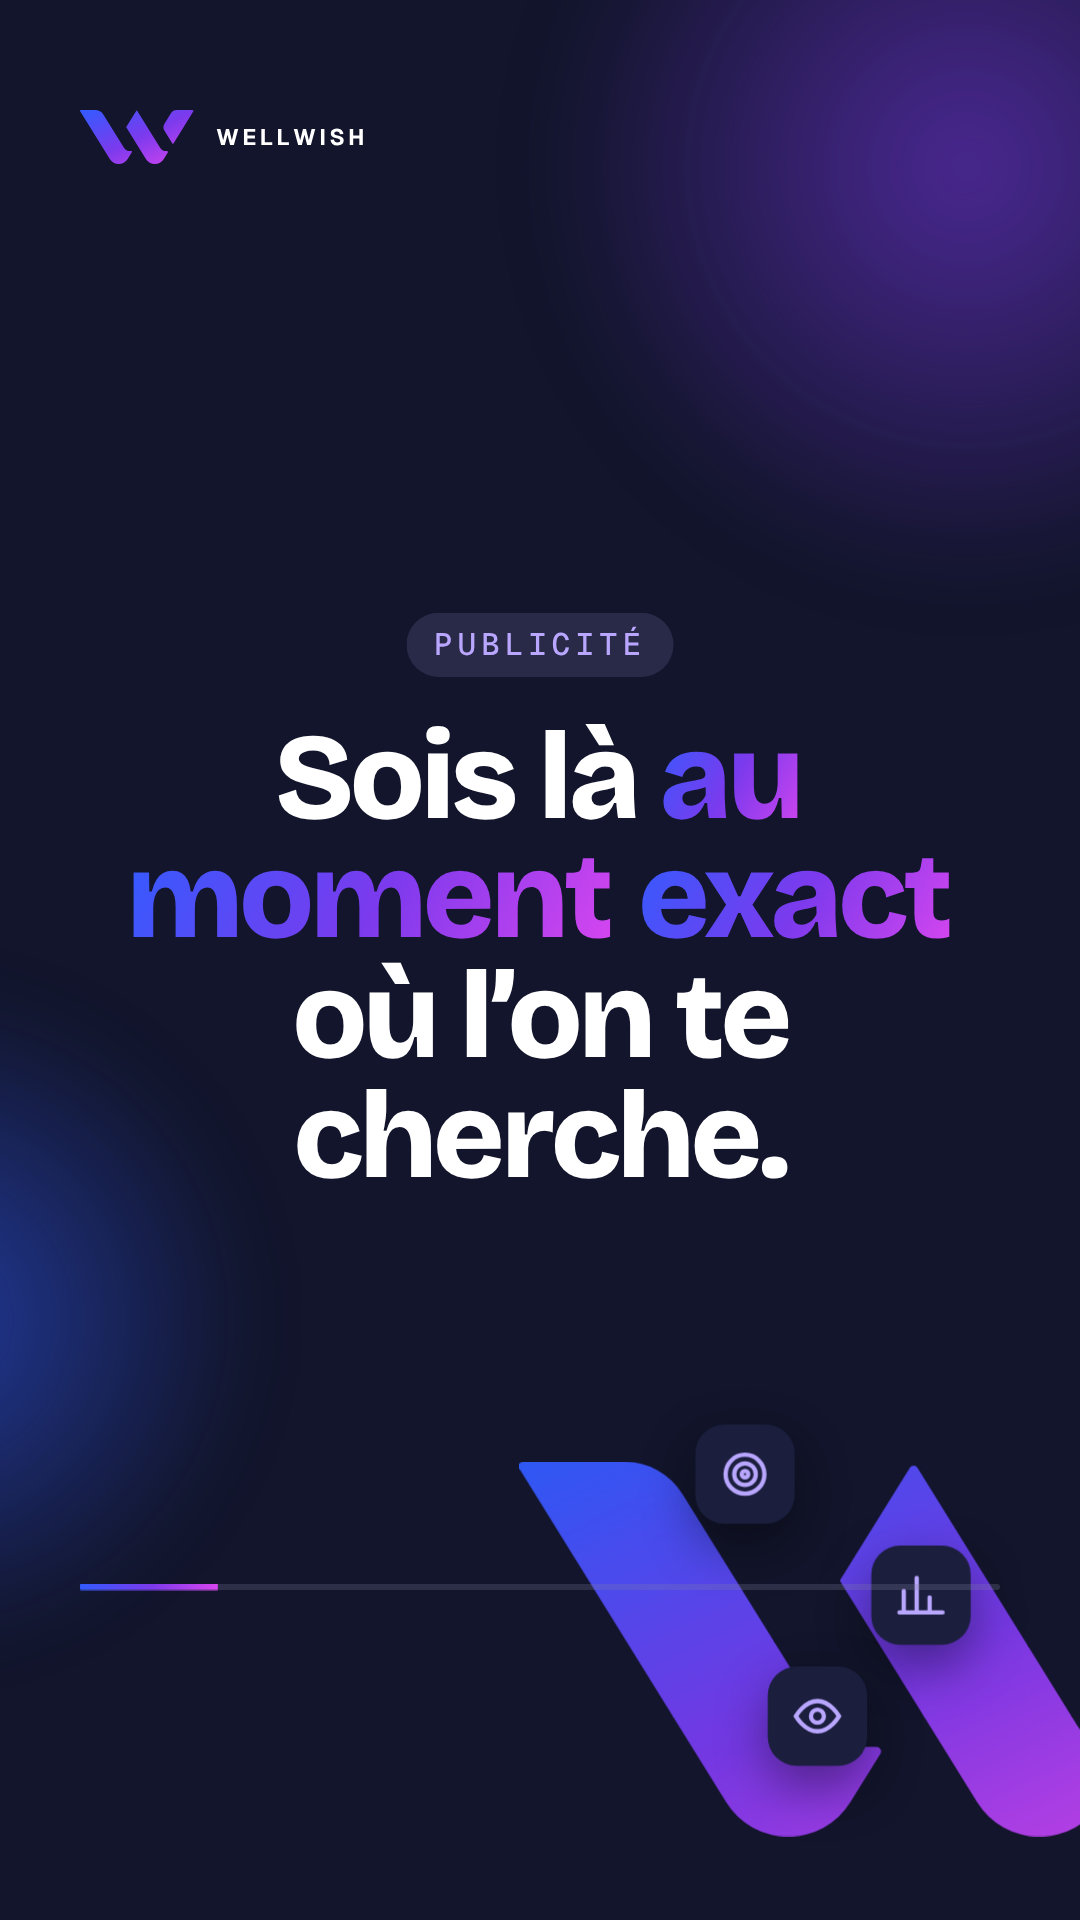 WELLWISH
PUBLICITÉ
Sois là au
moment exact
où l’on te
cherche.